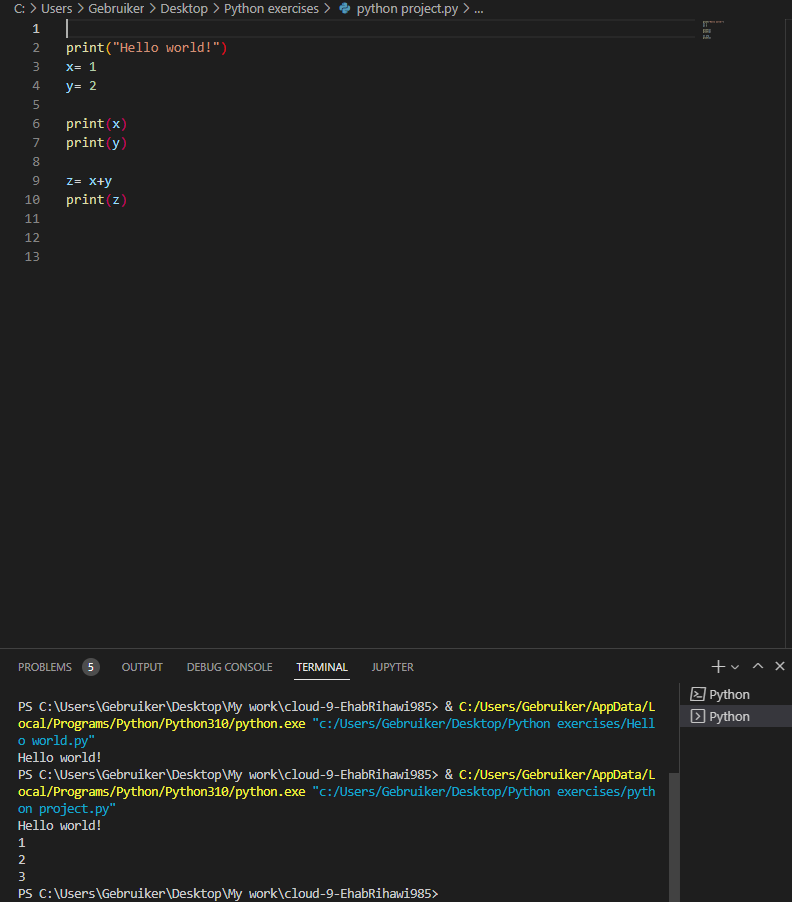 C: > Users > Gebruiker > Desktop > Python exercises > python project.py > ...
1
2 print("Hello world!")
3 x= 1
4 y= 2
5
6 print(x)
7 print(y)
8
9 z= x+y
10 print(z)
11
12
13
PROBLEMS 5 OUTPUT DEBUG CONSOLE TERMINAL JUPYTER
Python
Python
PS C:\Users\Gebruiker\Desktop\My work\cloud-9-EhabRihawi985> & C:/Users/Gebruiker/AppData/L
ocal/Programs/Python/Python310/python.exe "c:/Users/Gebruiker/Desktop/Python exercises/Hell
o world.py"
Hello world!
PS C:\Users\Gebruiker\Desktop\My work\cloud-9-EhabRihawi985> & C:/Users/Gebruiker/AppData/L
ocal/Programs/Python/Python310/python.exe "c:/Users/Gebruiker/Desktop/Python exercises/pyth
on project.py"
Hello world!
1
2
3
PS C:\Users\Gebruiker\Desktop\My work\cloud-9-EhabRihawi985>